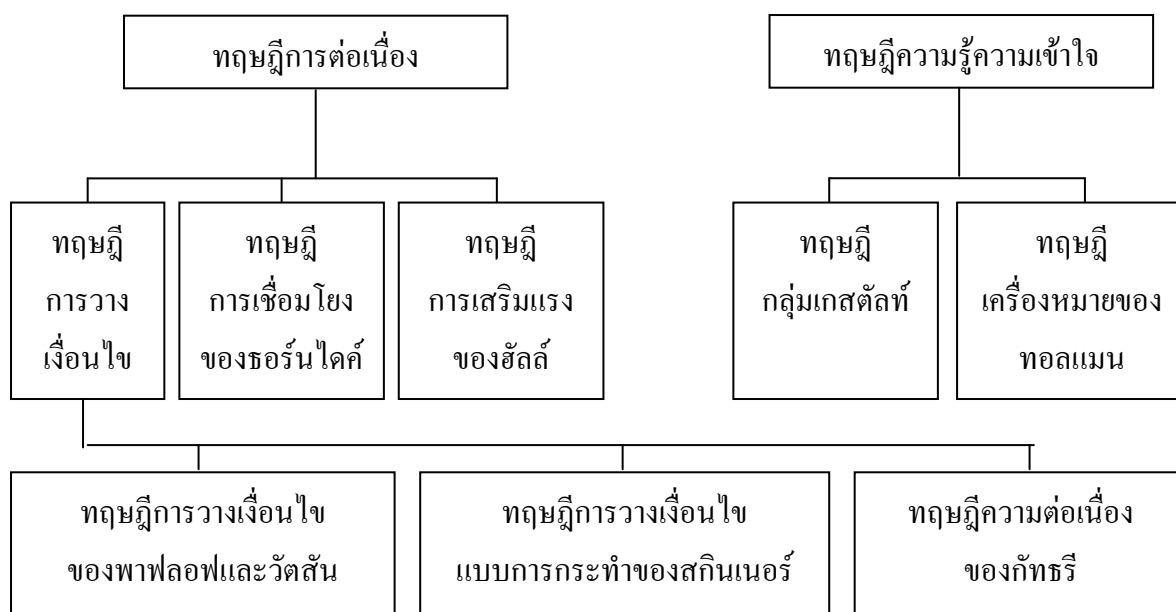 ทฤษฎีการต่อเนื่อง
ทฤษฎีความรู้ความเข้าใจ
ทฤษฎี
การวาง
เงื่อนไข
ทฤษฎี
การเชื่อมโยง
ของธอร์นไดค์
ทฤษฎี
การเสริมแรง
ของฮัลล์
ทฤษฎี
กลุ่มเกสตัลท์
ทฤษฎี
เครื่องหมายของ
ทอลแมน
ทฤษฎีการวางเงื่อนไข
ของพาฟลอฟและวัตสัน
ทฤษฎีการวางเงื่อนไข
แบบการกระทำของสกินเนอร์
ทฤษฎีความต่อเนื่อง
ของกัทธรี